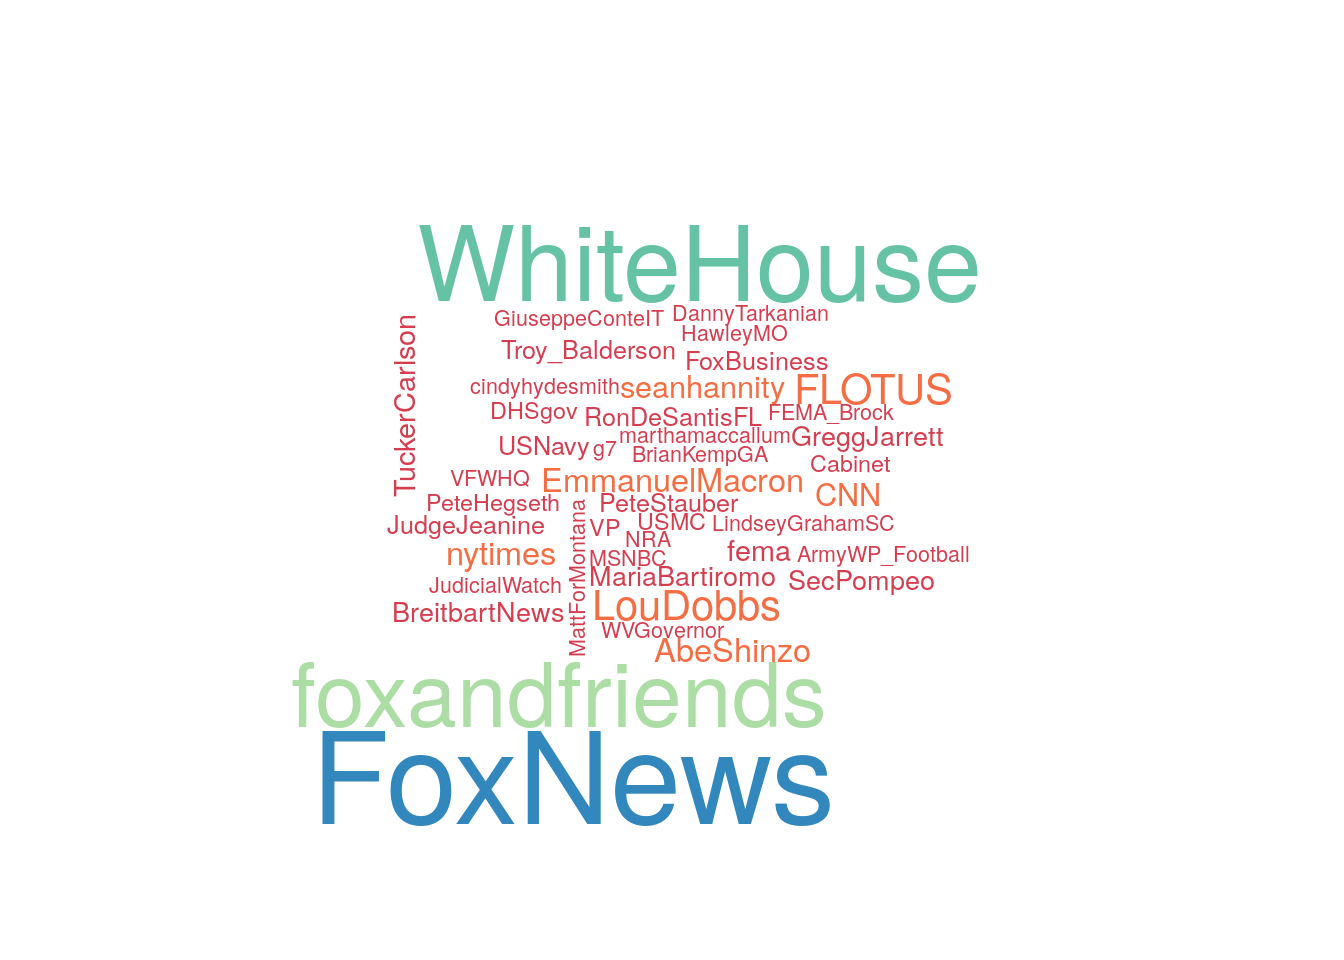 WhiteHouse
GiuseppeConteIT
DannyTarkanian
HawleyMO
Troy_Balderson
FoxBusiness
TuckerCarlson
cindyhydesmith
seanhannity
FLOTUS
DHSgov
RonDeSantisFL
FEMA_Brock
marthamaccallum
GreggJarrett
USNavy
g7
BrianKempGA
Cabinet
VFWHQ
EmmanuelMacron
CNN
PeteHegseth
PeteStauber
JudgeJeanine
VP
USMC
LindseyGrahamSC
NRA
nytimes
MSNBC
fema
ArmyWP_Football
MattForMontana
MariaBartiromo
SecPompeo
JudicialWatch
BreitbartNews
LouDobbs
WVGovernor
AbeShinzo
foxandfriends
FoxNews